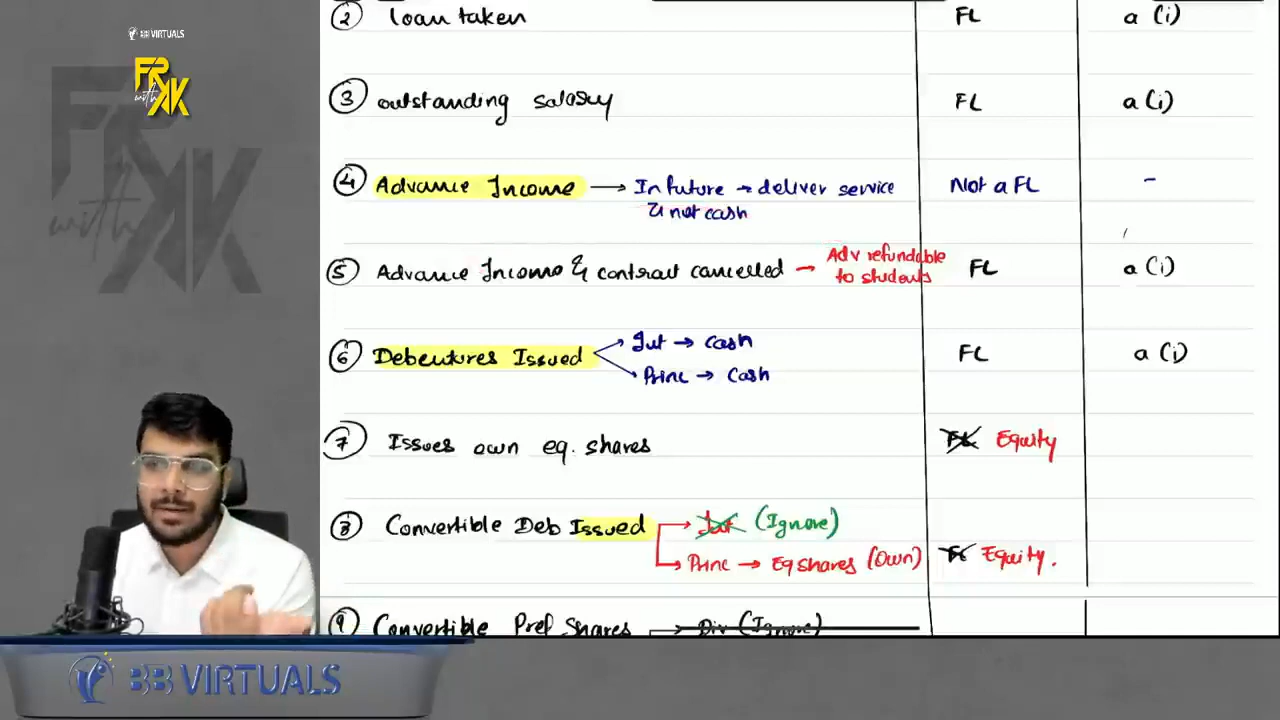 BB VIRTUALS
FR
with
KK
② loan taken FL a (i)
③ outstanding salary FL a (i)
④ Advance Income → In future → deliver service Not a FL -
& not cash
⑤ Advance Income & contract cancelled → Adv refundable FL a (i)
to students
⑥ Debentures Issued Int → cash FL a (i)
Princ → Cash
⑦ Issues own eq. shares FL Equity
⑧ Convertible Deb Issued Int (Ignore)
Princ → Eq shares (Own) Equity.
⑨ Convertible Pref Shares → Div (Ignore)
BB VIRTUALS